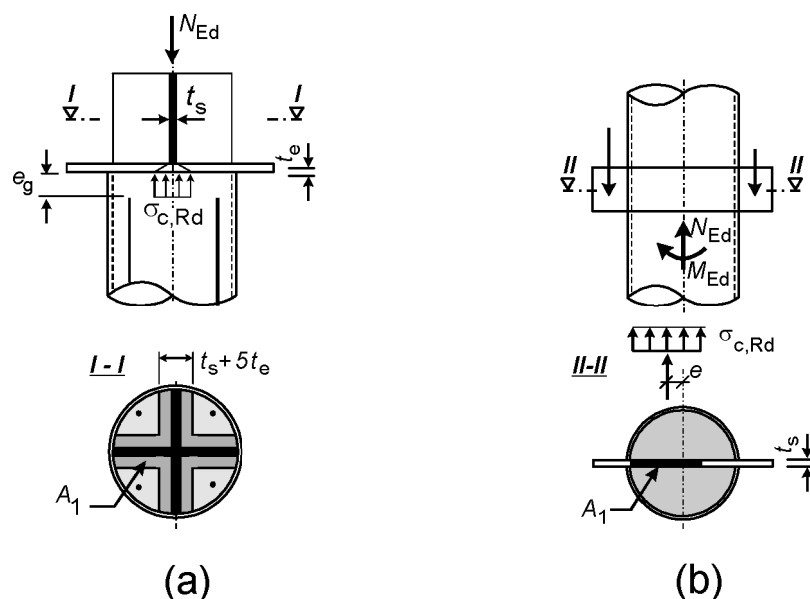 N_Ed
I
I
t_s
t_e
e_g
σ_c,Rd
I - I
t_s+5t_e
A_1
(a)
II
II
N_Ed
M_Ed
σ_c,Rd
II-II
e
t_s
A_1
(b)